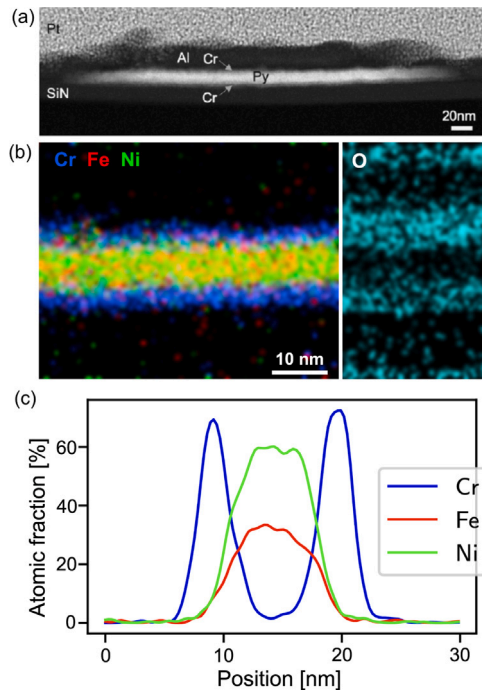 (a)
Pt
Al Cr
Py
SiN
Cr
20nm
(b)
Cr Fe Ni
O
10 nm
(c)
Atomic fraction [%]
60
40
20
0
Cr
Fe
Ni
0 10 20 30
Position [nm]